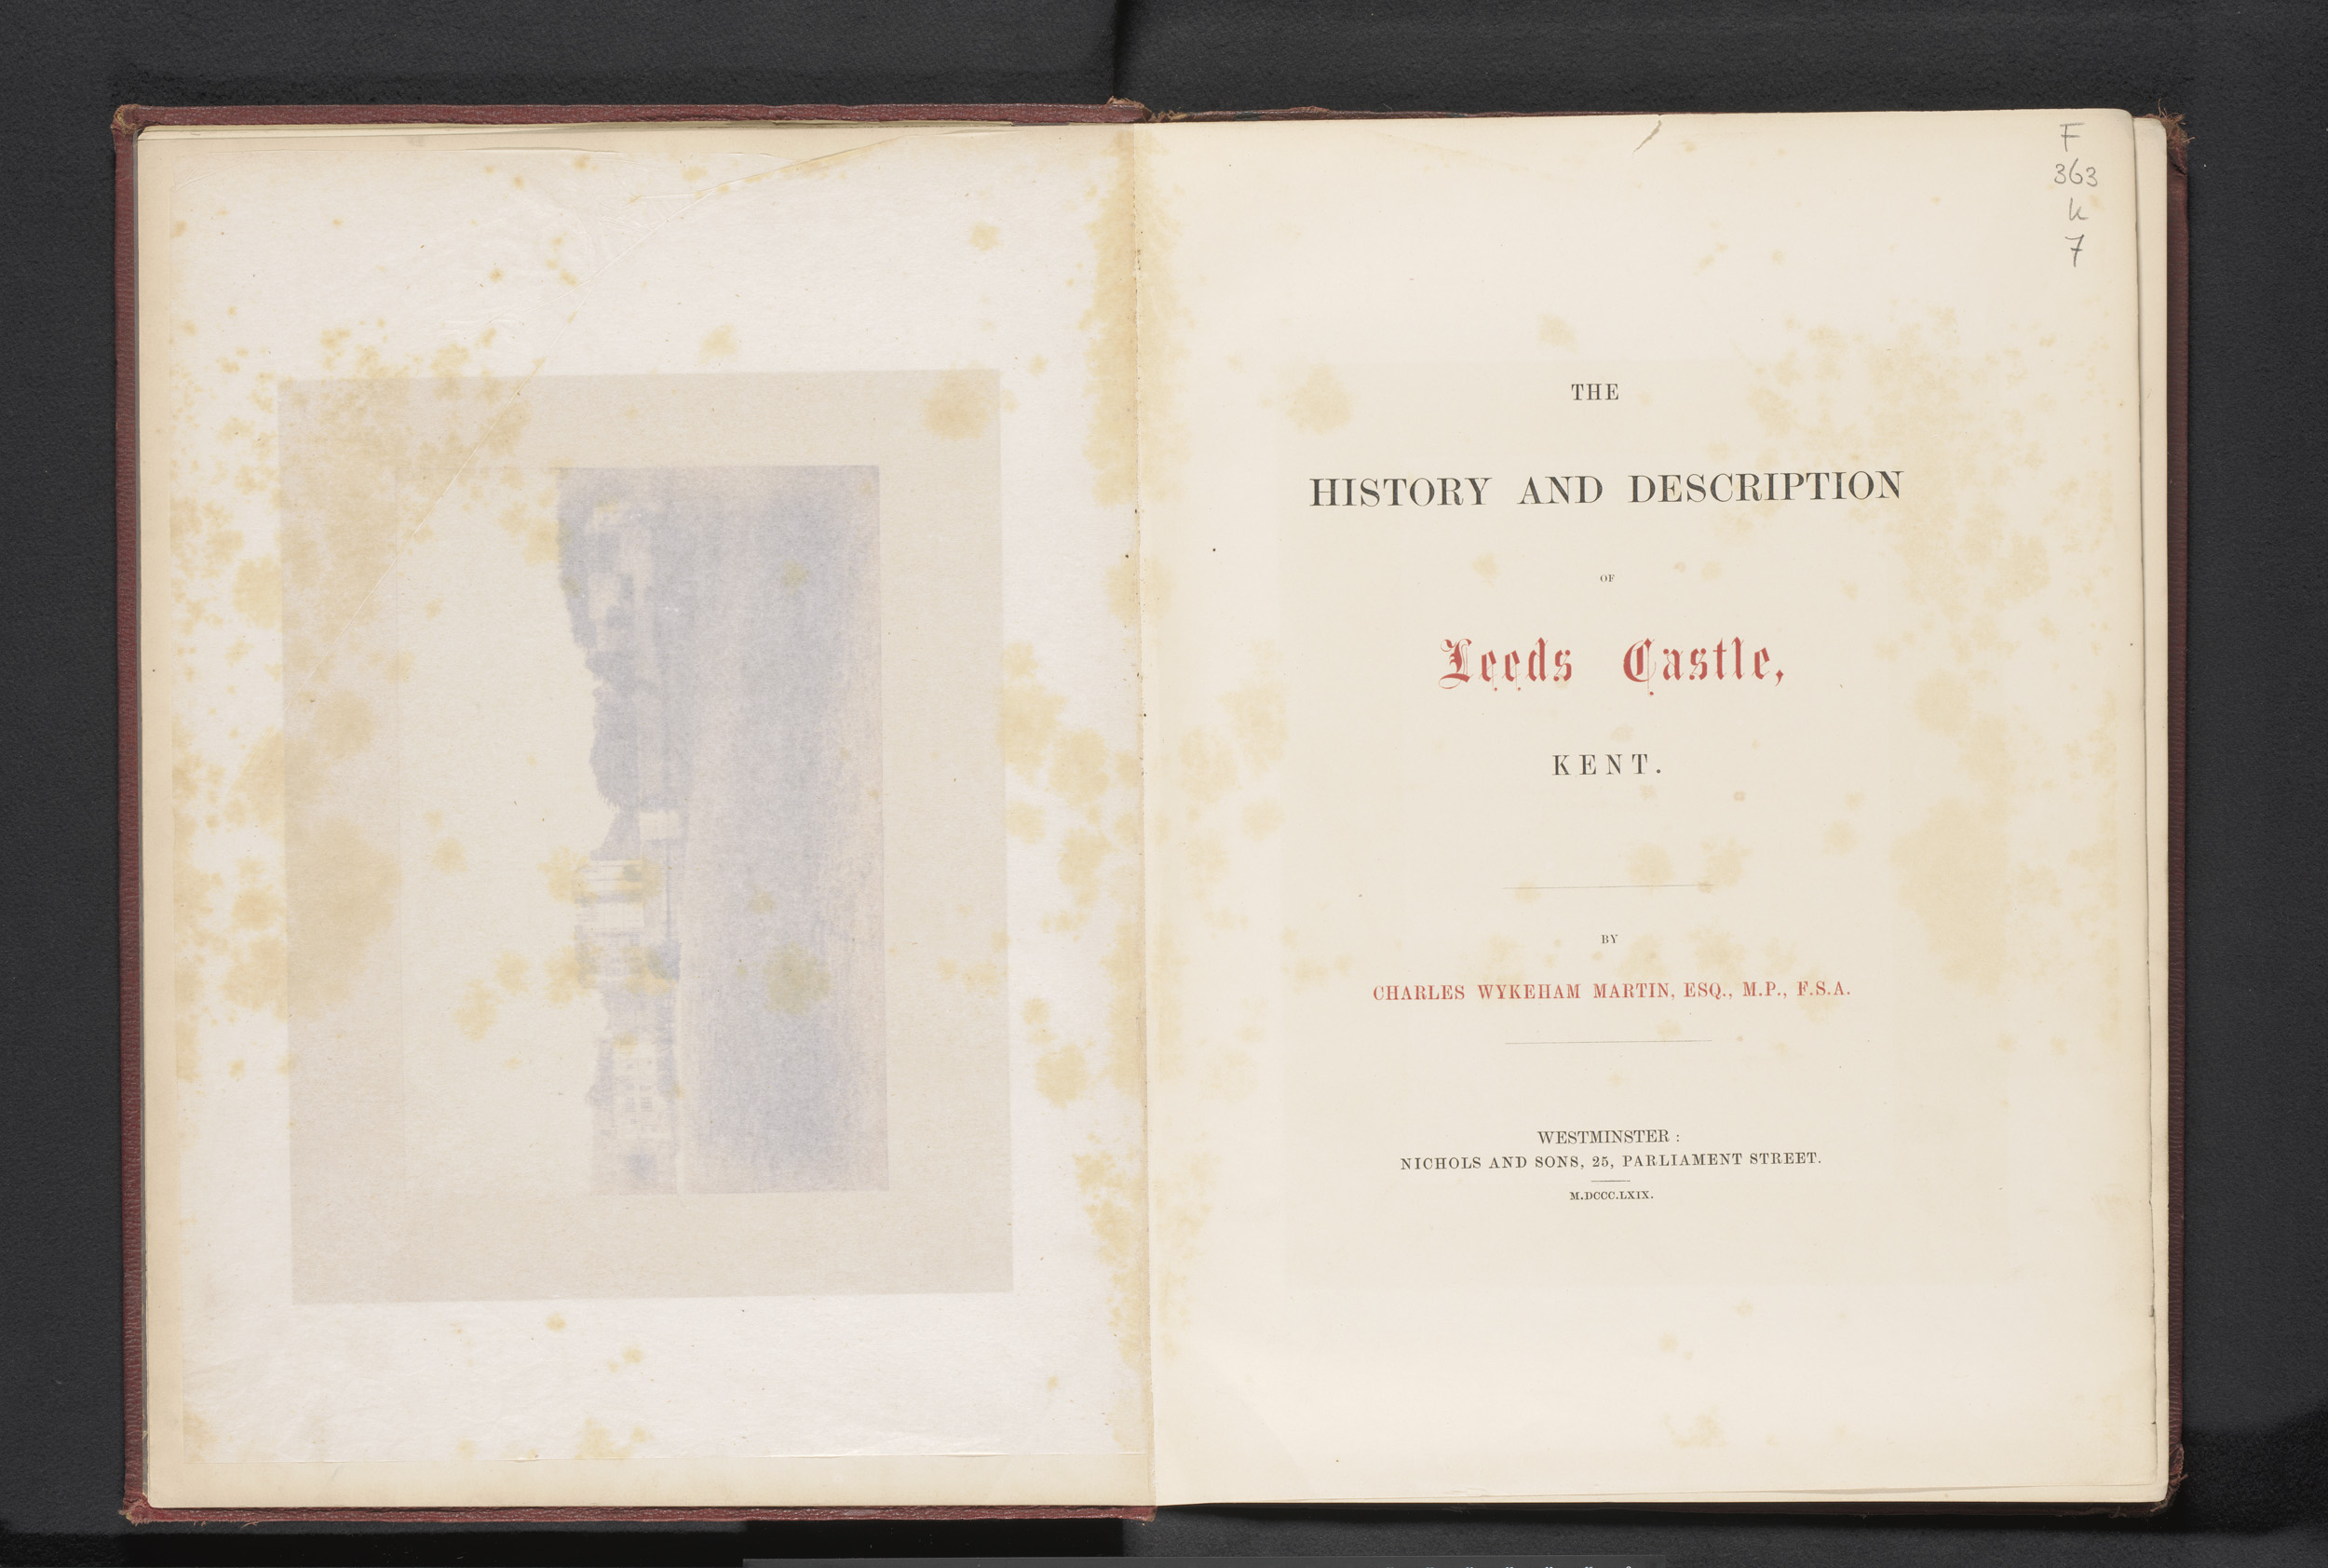 F
363
k
7
THE
HISTORY AND DESCRIPTION
OF
Leeds Castle,
KENT.
BY
CHARLES WYKEHAM MARTIN, ESQ., M.P., F.S.A.
WESTMINSTER :
NICHOLS AND SONS, 25, PARLIAMENT STREET.
M.DCCC.LXIX.